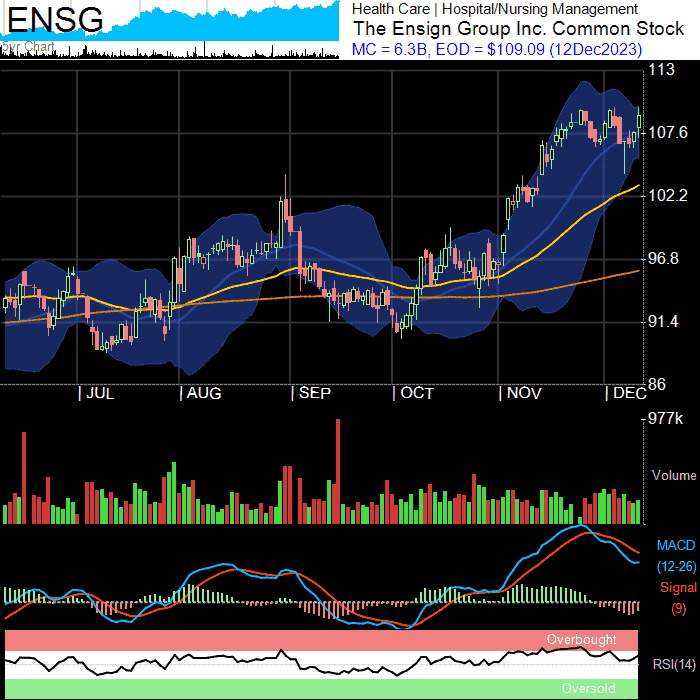 ENSG
5yr Chart
Health Care | Hospital/Nursing Management
The Ensign Group Inc. Common Stock
MC = 6.3B, EOD = $109.09 (12Dec2023)
113
107.6
102.2
96.8
91.4
86
JUL AUG SEP OCT NOV DEC
977k
Volume
MACD
(12-26)
Signal
(9)
Overbought
RSI(14)
Oversold